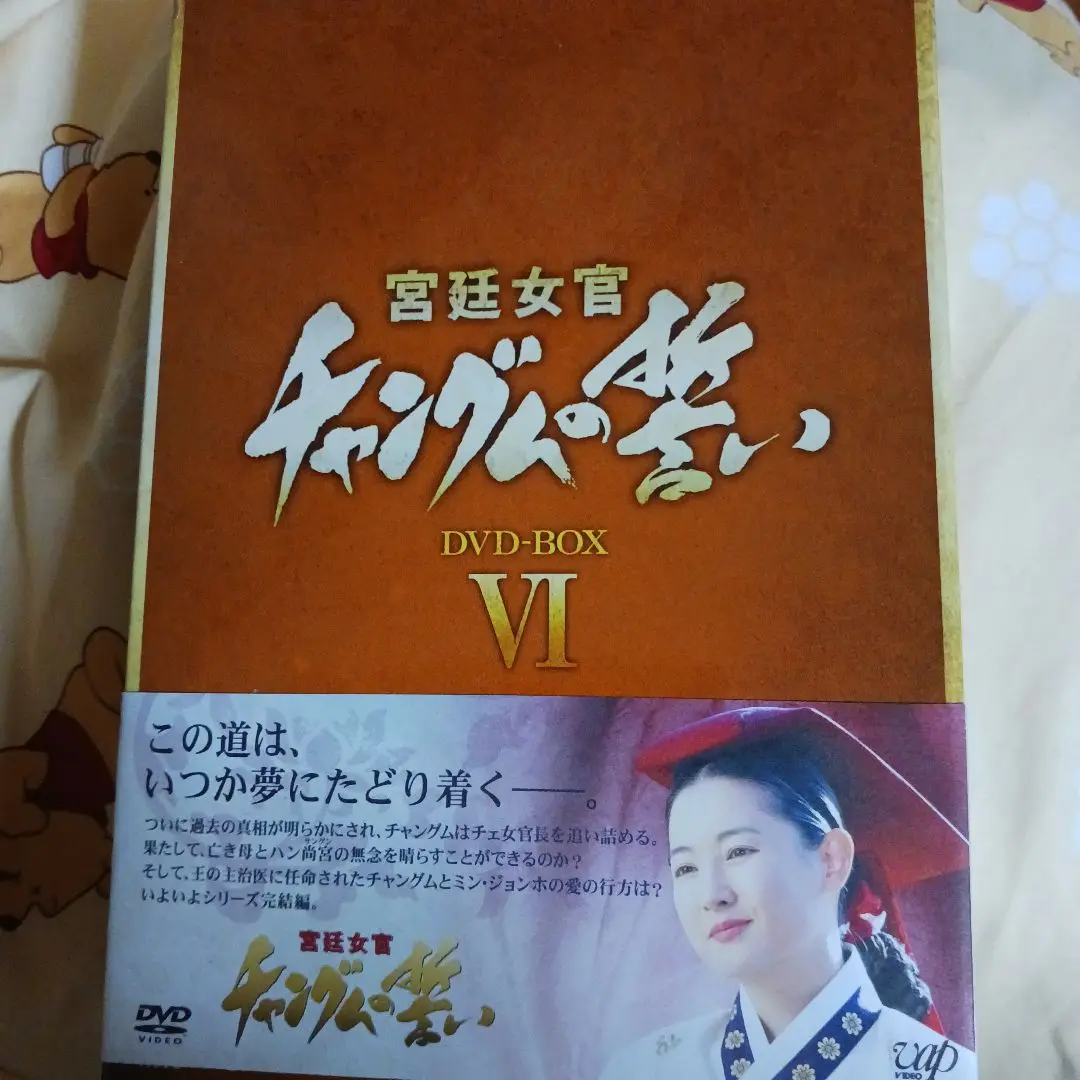 宮廷女官
チャングムの誓い
DVD-BOX
VI
この道は、
いつか夢にたどり着く――。
ついに過去の真相が明らかにされ、チャングムはチェ女官長を追い詰める。
果たして、亡き母とハン尚宮の無念を晴らすことができるのか?
サングン
そして、王の主治医に任命されたチャングムとミン・ジョンホの愛の行方は?
いよいよシリーズ完結編。
宮廷女官
チャングムの誓い
DVD
VIDEO
vap
VIDEO